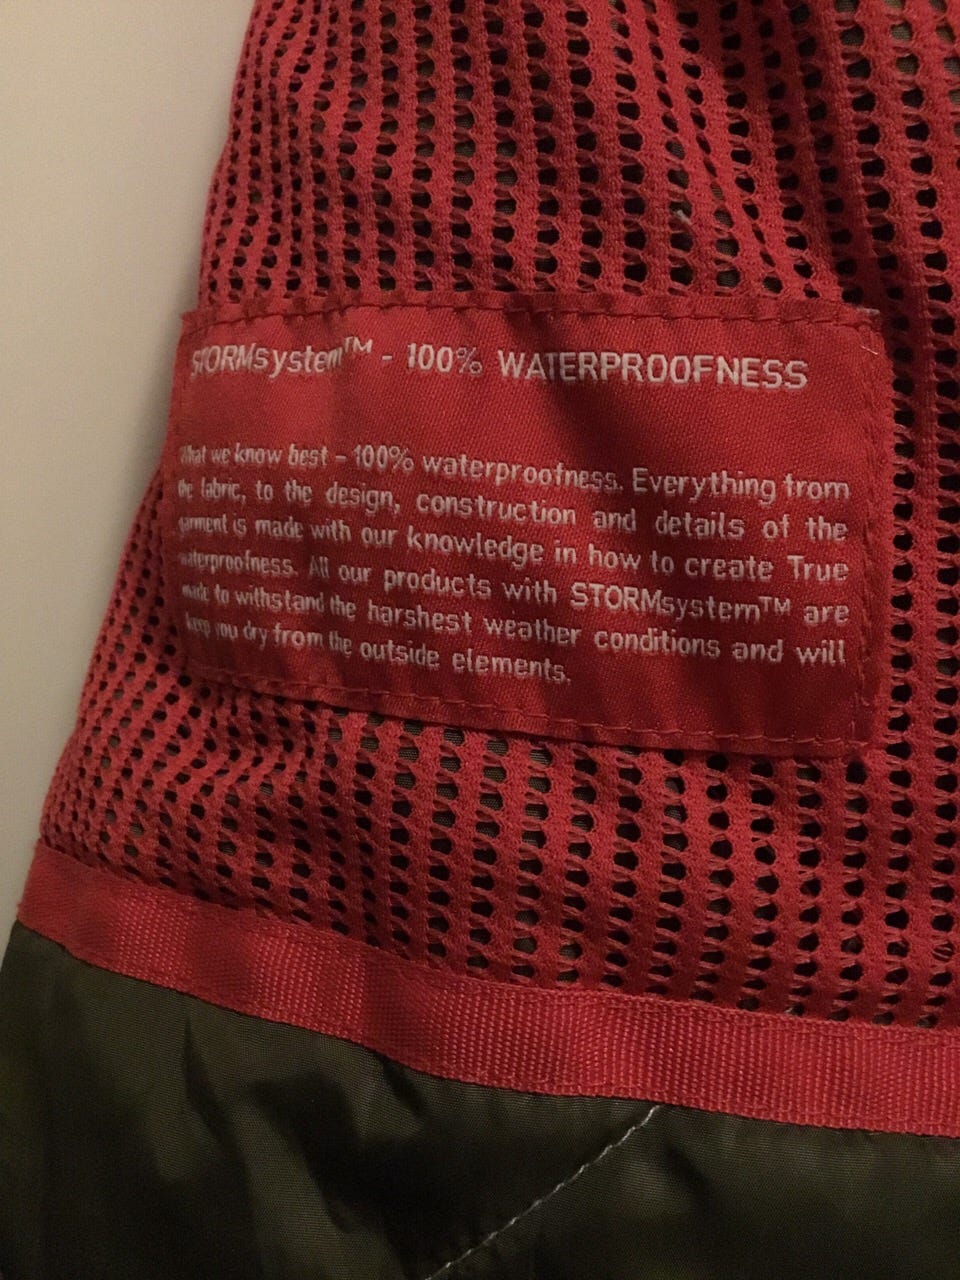 STORMsystem™ - 100% WATERPROOFNESS
What we know best - 100% waterproofness. Everything from
the fabric, to the design, construction and details of the
garment is made with our knowledge in how to create True
waterproofness. All our products with STORMsystem™ are
made to withstand the harshest weather conditions and will
keep you dry from the outside elements.